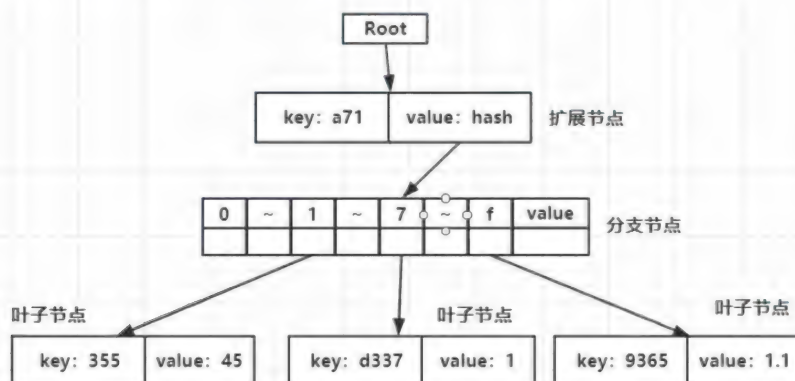 Root
key: a71 value: hash 扩展节点
0 ~ 1 ~ 7 ~ f value
分支节点
叶子节点 叶子节点 叶子节点
key: 355 value: 45 key: d337 value: 1 key: 9365 value: 1.1